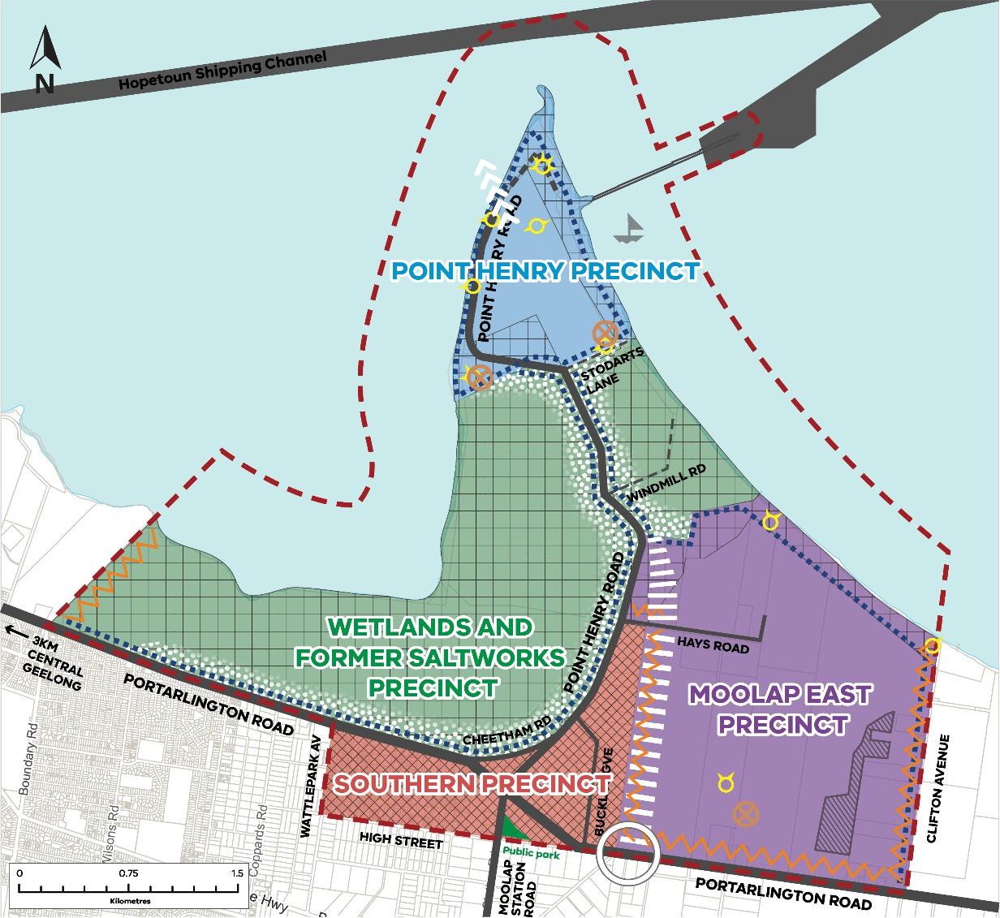 Hopetoun Shipping Channel
N
POINT HENRY ROAD
POINT HENRY PRECINCT
STODARTS
LANE
WINDMILL RD
POINT HENRY ROAD
HAYS ROAD
WETLANDS AND
FORMER SALTWORKS
PRECINCT
3KM
CENTRAL
GEELONG
PORTARLINGTON ROAD
MOOLAP EAST
PRECINCT
CHEETHAM RD
Boundary Rd
WATTLEPARK AV
SOUTHERN PRECINCT
CLIFTON AVENUE
Wilsons Rd
Coppards Rd
HIGH STREET
Public park
0
0.75
1.5
Kilometres
MOOLAP
STATION
ROAD
PORTARLINGTON ROAD
e Hwy